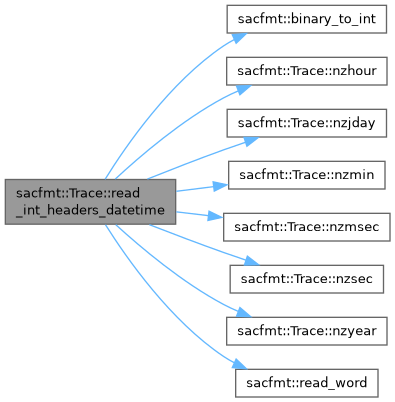 sacfmt::binary_to_int
sacfmt::Trace::nzhour
sacfmt::Trace::nzjday
sacfmt::Trace::nzmin
sacfmt::Trace::read
_int_headers_datetime
sacfmt::Trace::nzmsec
sacfmt::Trace::nzsec
sacfmt::Trace::nzyear
sacfmt::read_word